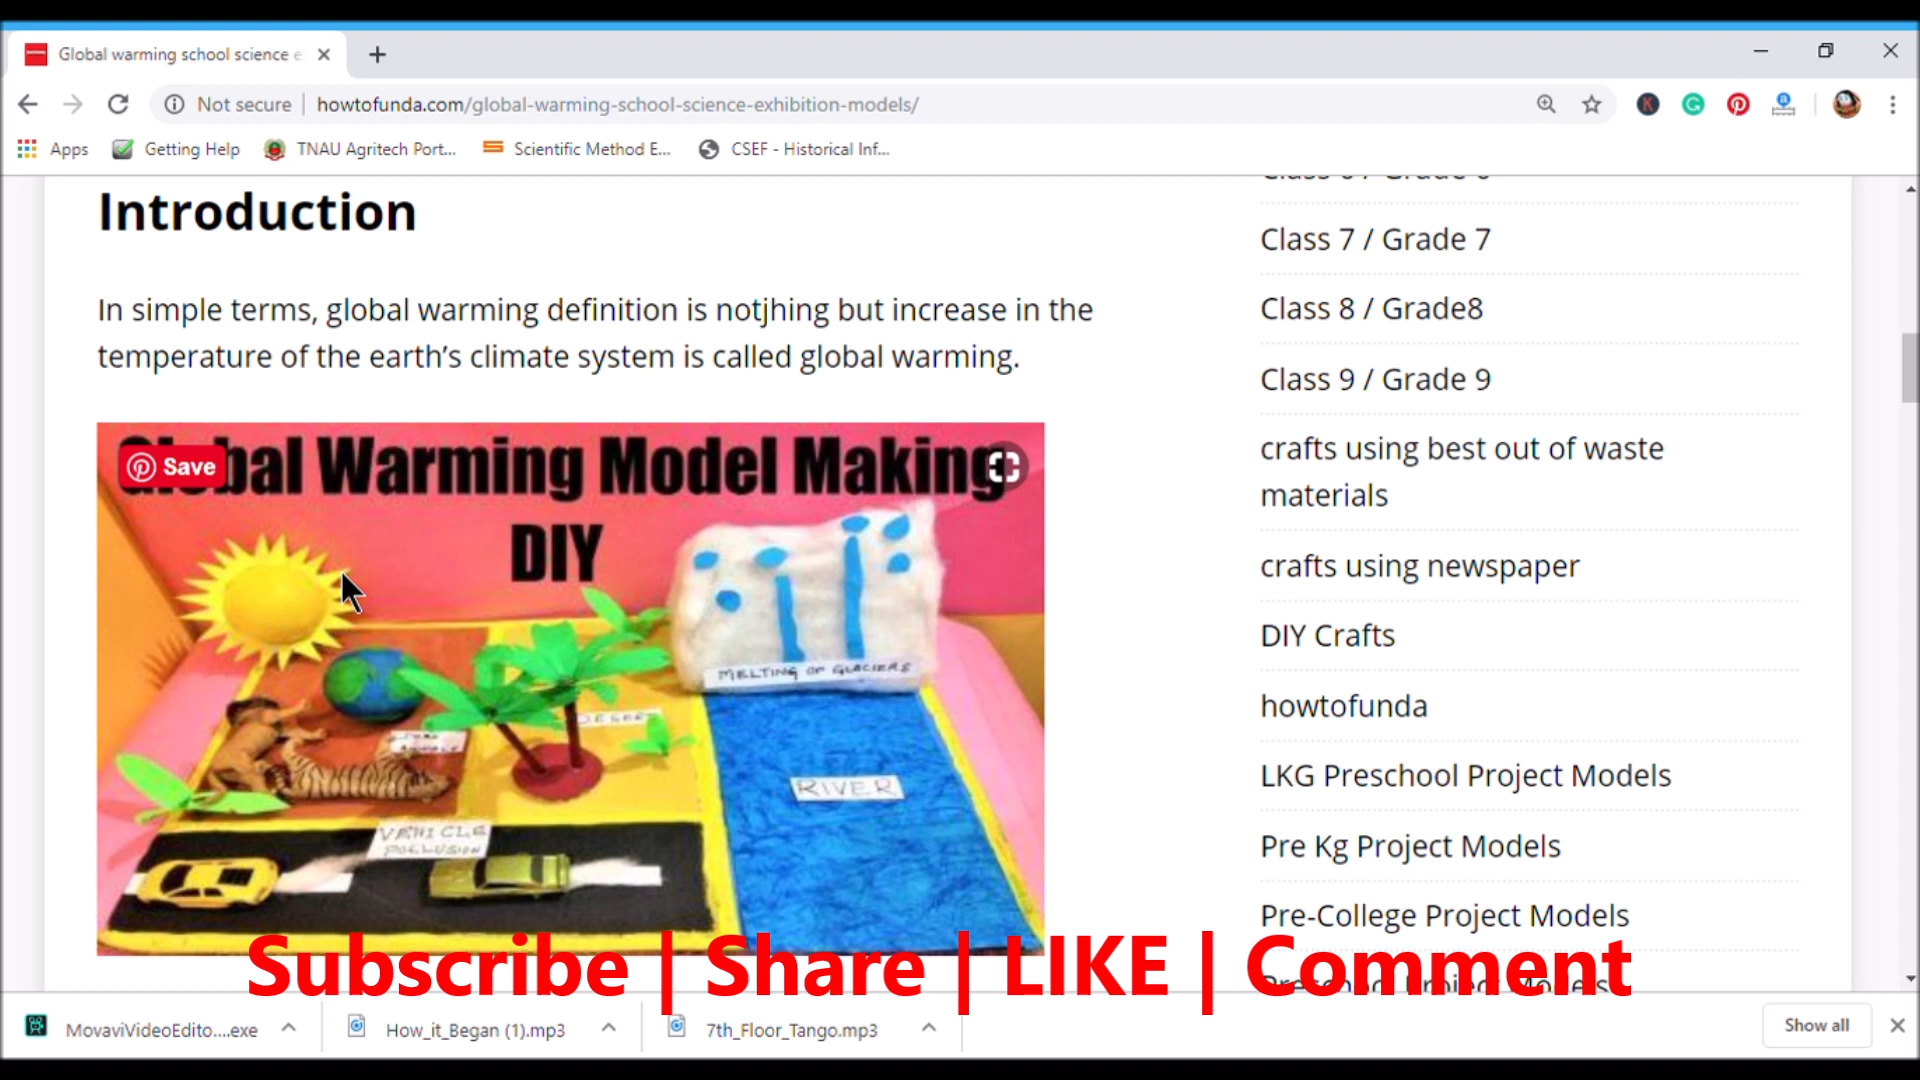 Global warming school science e
Not secure
howtofunda.com/global-warming-school-science-exhibition-models/
Apps
Getting Help
TNAU Agritech Port...
Scientific Method E...
CSEF - Historical Inf...
Introduction
In simple terms, global warming definition is notjhing but increase in the
temperature of the earth's climate system is called global warming.
Save
Warming Model Making
DIY
MELTING OF GLACIERS
DESERT
RIVER
VEHICLE
POLLUSION
Class 7 / Grade 7
Class 8 / Grade8
Class 9 / Grade 9
crafts using best out of waste
materials
crafts using newspaper
DIY Crafts
howtofunda
LKG Preschool Project Models
Pre Kg Project Models
Pre-College Project Models
Subscribe | Share | LIKE | Comment
MovaviVideoEdito....exe
How_it_Began (1).mp3
7th_Floor_Tango.mp3
Show all